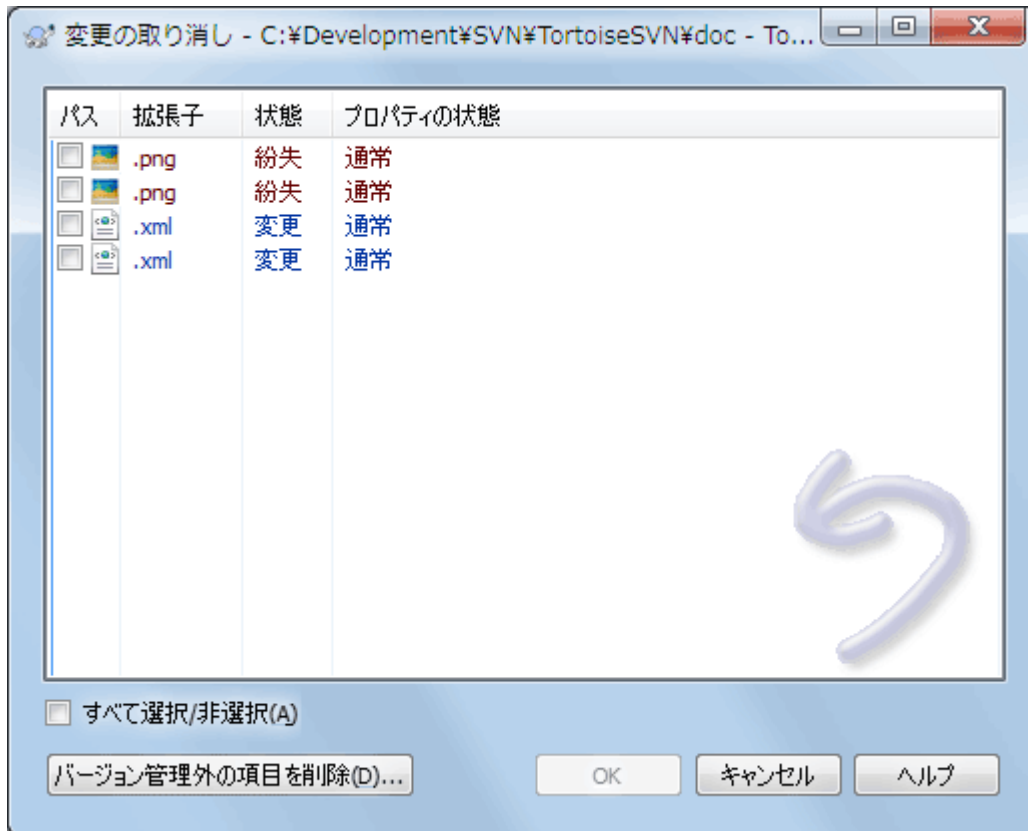 変更の取り消し - C:¥Development¥SVN¥TortoiseSVN¥doc - To...
パス 拡張子 状態 プロパティの状態
.png 紛失 通常
.png 紛失 通常
.xml 変更 通常
.xml 変更 通常
すべて選択/非選択(A)
バージョン管理外の項目を削除(D)... OK キャンセル ヘルプ